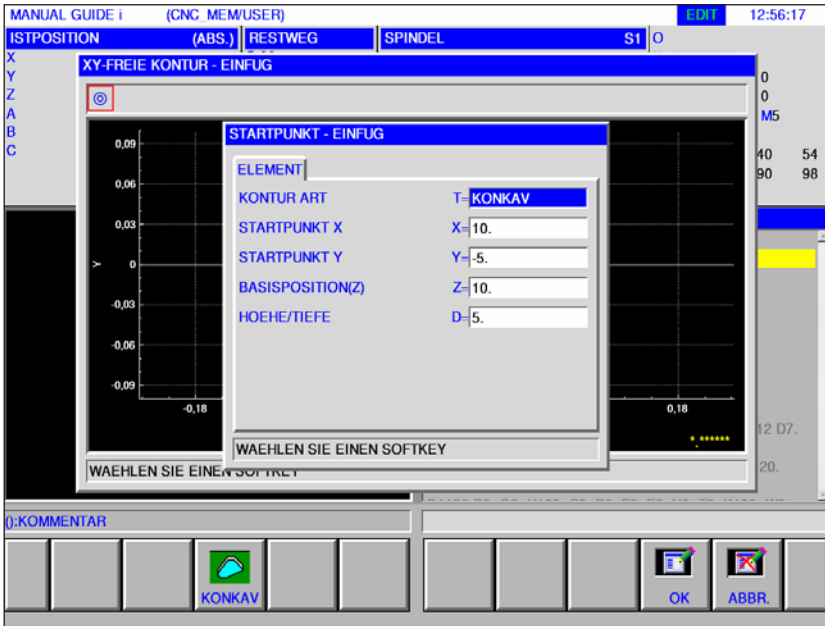 MANUAL GUIDE i (CNC_MEM/USER) EDIT 12:56:17
ISTPOSITION (ABS.) RESTWEG SPINDEL S1 O
X
Y 0
Z 0
A M5
B
C 40 54
90 98
XY-FREIE KONTUR - EINFUG
0,09
0,06
0,03
Y 0
-0,03
-0,06
-0,09
-0,18 0,18
*.******
STARTPUNKT - EINFUG
ELEMENT
KONTUR ART T= KONKAV
STARTPUNKT X X= 10.
STARTPUNKT Y Y= -5.
BASISPOSITION(Z) Z= 10.
HOEHE/TIEFE D= 5.
WAEHLEN SIE EINEN SOFTKEY
WAEHLEN SIE EINEN SOFTKEY
12 D7.
20.
():KOMMENTAR
KONKAV OK ABBR.